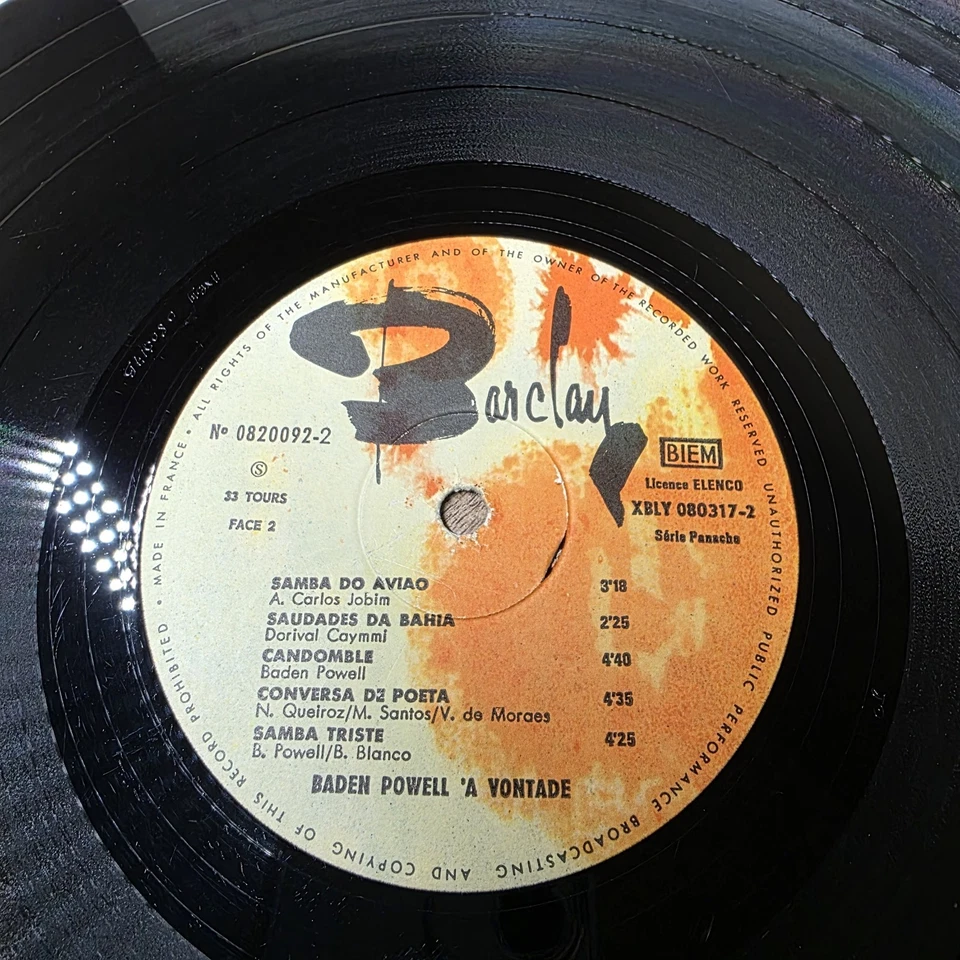 • ALL RIGHTS OF THE MANUFACTURER AND OF THE OWNER OF THE RECORDED WORK RESERVED UNAUTHORIZED PUBLIC PERFORMANCE BROADCASTING AND COPYING OF THIS RECORD PROHIBITED • MADE IN FRANCE
Barclay
Nº 0820092-2
Ⓢ
33 TOURS
FACE 2
BIEM
Licence ELENCO
XBLY 080317-2
Série Panache
SAMBA DO AVIAO 3'18
A. Carlos Jobim
SAUDADES DA BAHIA 2'25
Dorival Caymmi
CANDOMBLE 4'40
Baden Powell
CONVERSA DE POETA 4'35
N. Queiroz/M. Santos/V. de Moraes
SAMBA TRISTE 4'25
B. Powell/B. Blanco
BADEN POWELL 'A VONTADE